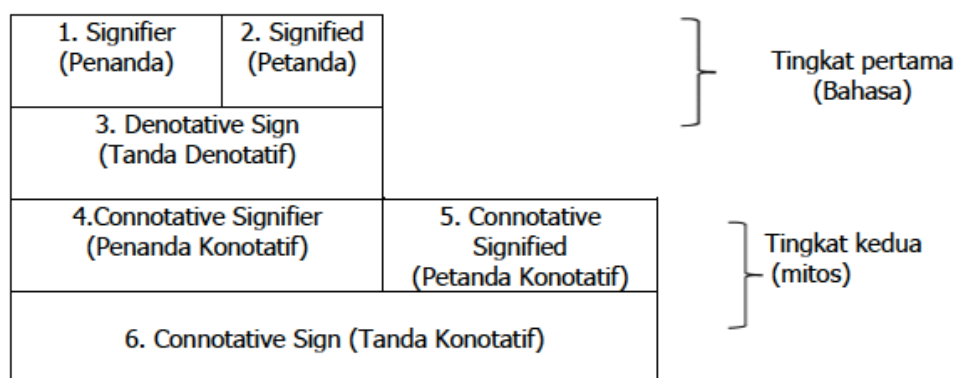 1. Signifier
(Penanda)
2. Signified
(Petanda)
Tingkat pertama
(Bahasa)
3. Denotative Sign
(Tanda Denotatif)
4.Connotative Signifier
(Penanda Konotatif)
5. Connotative
Signified
(Petanda Konotatif)
Tingkat kedua
(mitos)
6. Connotative Sign (Tanda Konotatif)